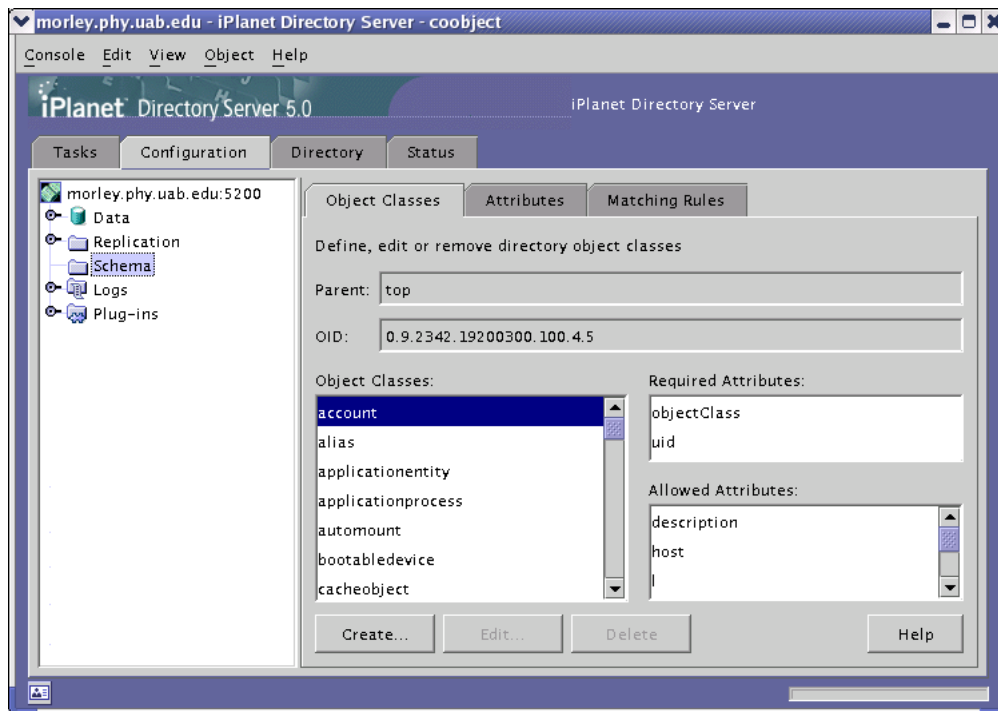 morley.phy.uab.edu - iPlanet Directory Server - coobject
Console Edit View Object Help
iPlanet Directory Server 5.0
iPlanet Directory Server
Tasks Configuration Directory Status
morley.phy.uab.edu:5200
Data
Replication
Schema
Logs
Plug-ins
Object Classes Attributes Matching Rules
Define, edit or remove directory object classes
Parent: top
OID: 0.9.2342.19200300.100.4.5
Object Classes:
account
alias
applicationentity
applicationprocess
automount
bootabledevice
cacheobject
Required Attributes:
objectClass
uid
Allowed Attributes:
description
host
l
Create... Edit... Delete Help